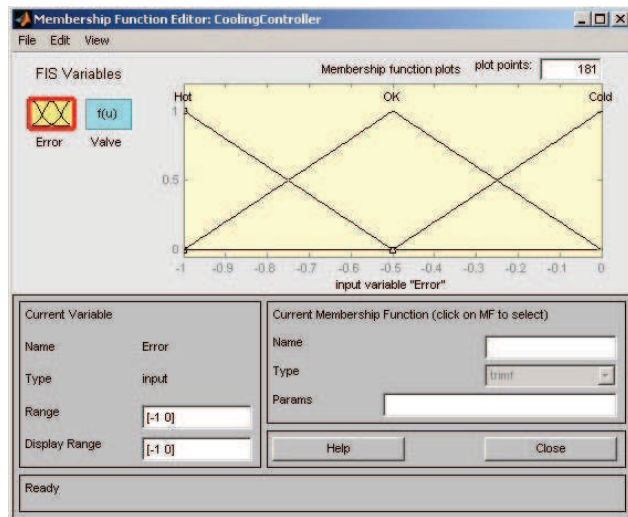 Membership Function Editor: CoolingController
File Edit View
FIS Variables
f(u)
Error Valve
Membership function plots plot points: 181
Hot OK Cold
1
0.5
0
-1 -0.9 -0.8 -0.7 -0.6 -0.5 -0.4 -0.3 -0.2 -0.1 0
input variable "Error"
Current Variable
Name Error
Type input
Range [-1 0]
Display Range [-1 0]
Current Membership Function (click on MF to select)
Name
Type trimf
Params
Help Close
Ready